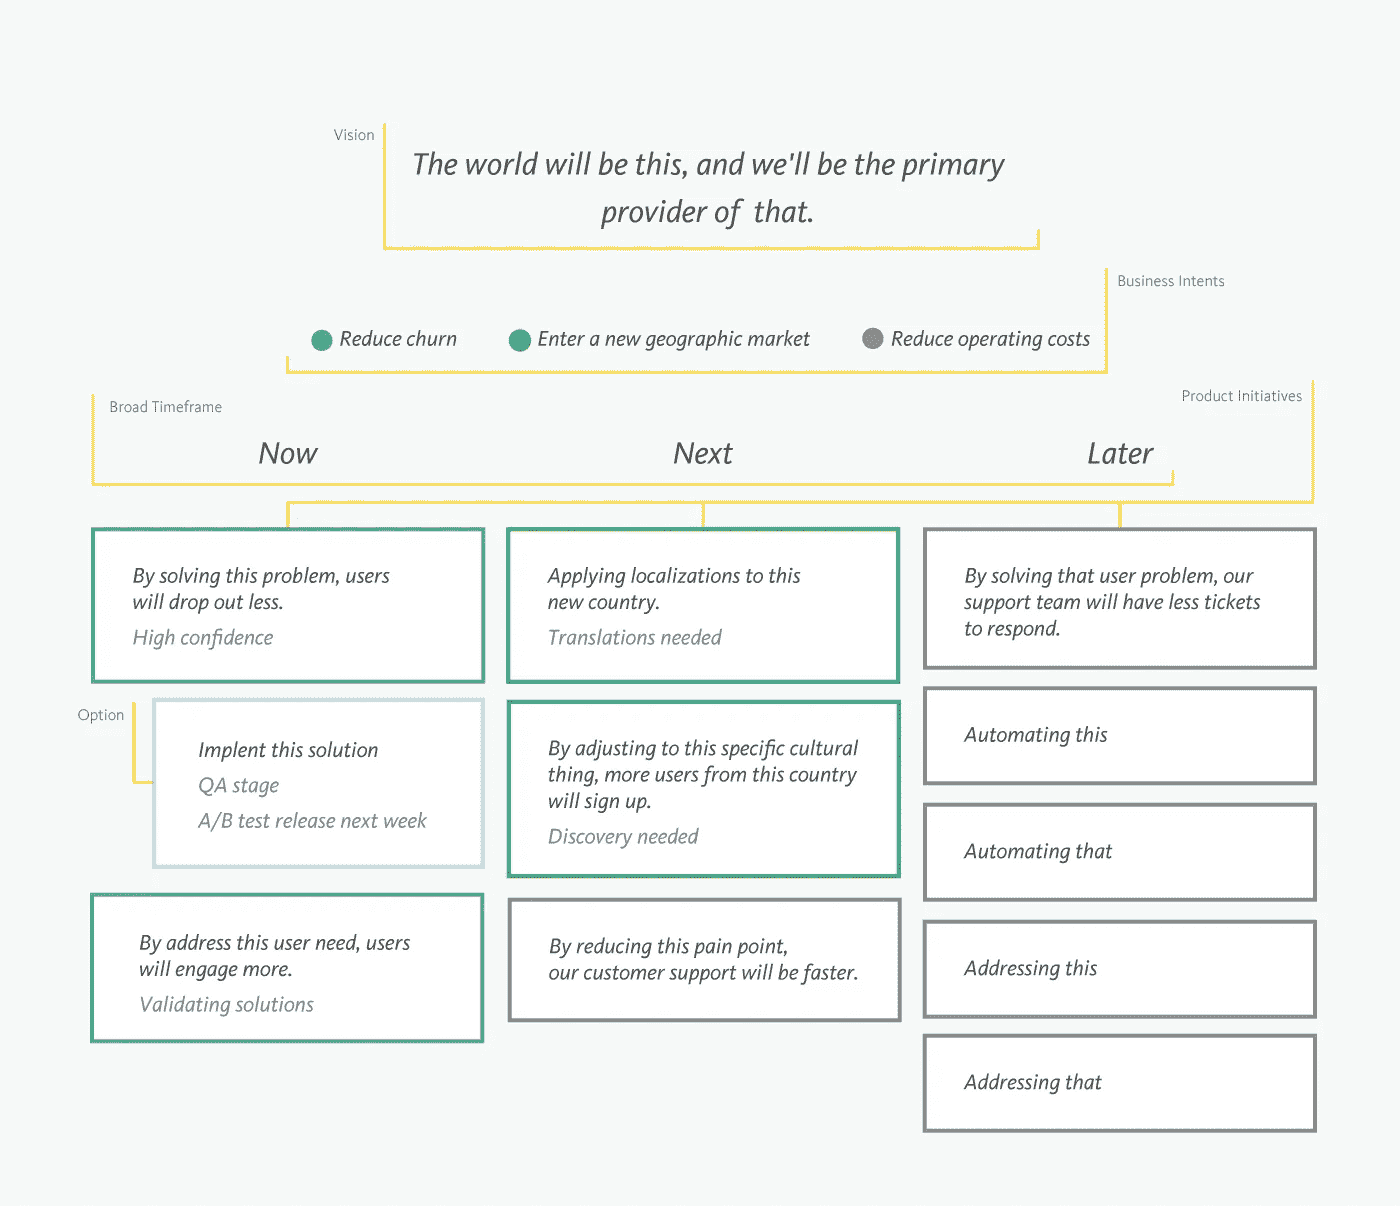 Vision
The world will be this, and we'll be the primary
provider of that.
Business Intents
Reduce churn
Enter a new geographic market
Reduce operating costs
Product Initiatives
Broad Timeframe
Now
Next
Later
By solving this problem, users
will drop out less.
High confidence
Option
Implent this solution
QA stage
A/B test release next week
By address this user need, users
will engage more.
Validating solutions
Applying localizations to this
new country.
Translations needed
By adjusting to this specific cultural
thing, more users from this country
will sign up.
Discovery needed
By reducing this pain point,
our customer support will be faster.
By solving that user problem, our
support team will have less tickets
to respond.
Automating this
Automating that
Addressing this
Addressing that